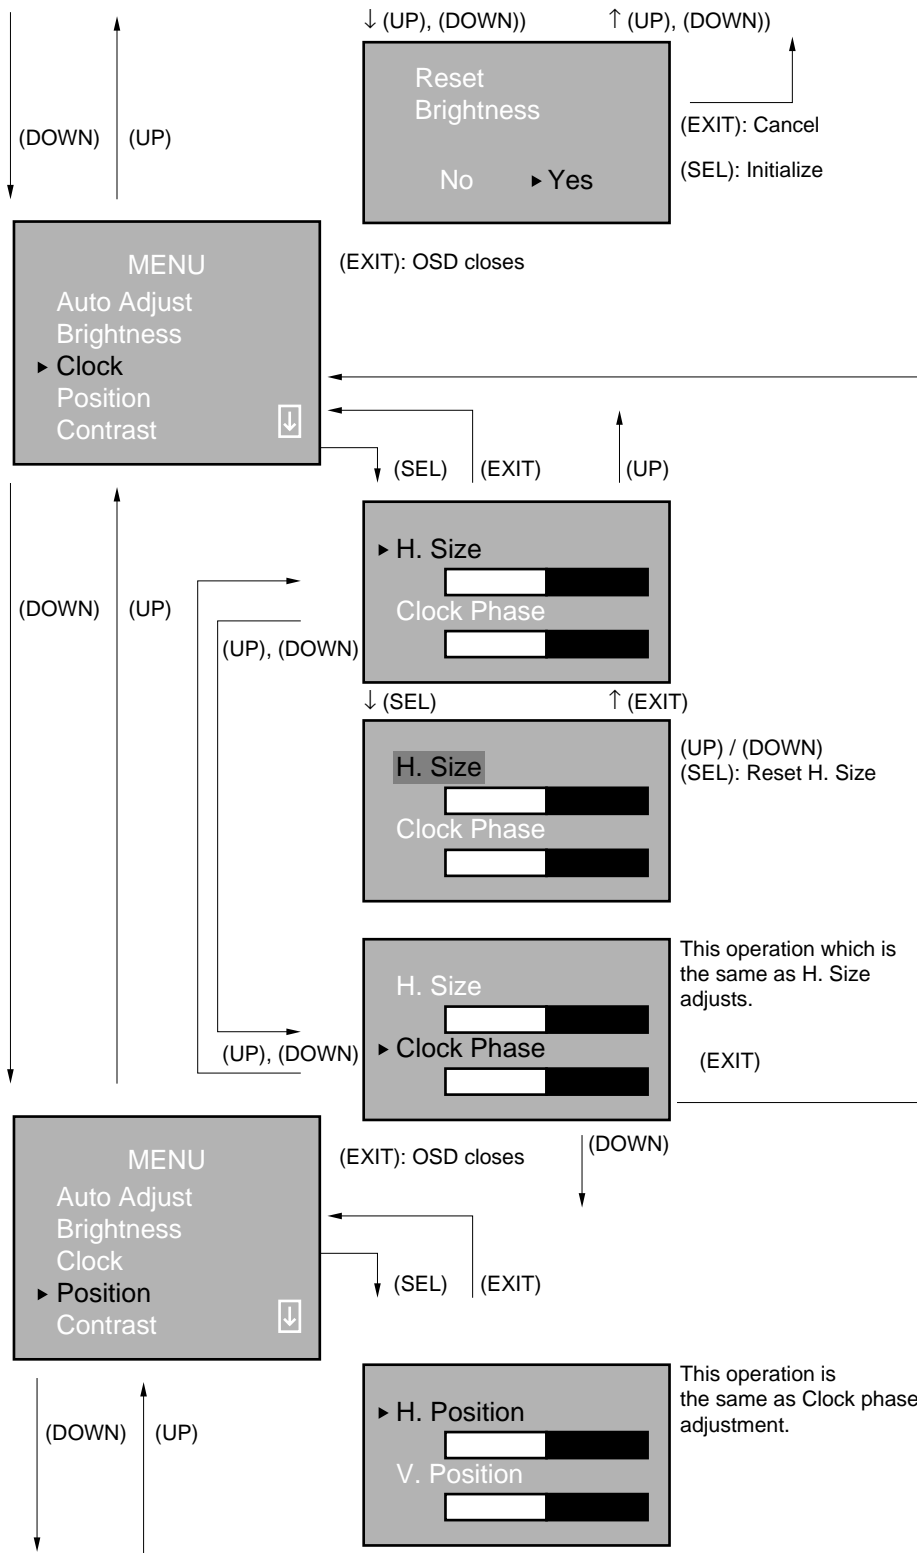 ↓ (UP), (DOWN)) ↑ (UP), (DOWN))
Reset
Brightness
No ▸ Yes
(EXIT): Cancel
(SEL): Initialize
(DOWN) (UP)
MENU
Auto Adjust
Brightness
▸ Clock
Position
Contrast ↓
(EXIT): OSD closes
(SEL) (EXIT) (UP)
▸ H. Size
Clock Phase
(DOWN) (UP)
(UP), (DOWN)
↓ (SEL) ↑ (EXIT)
H. Size
Clock Phase
(UP) / (DOWN)
(SEL): Reset H. Size
H. Size
▸ Clock Phase
This operation which is
the same as H. Size
adjusts.
(UP), (DOWN)
(EXIT)
(DOWN)
MENU
Auto Adjust
Brightness
Clock
▸ Position
Contrast ↓
(EXIT): OSD closes
(SEL) (EXIT)
▸ H. Position
V. Position
This operation is
the same as Clock phase
adjustment.
(DOWN) (UP)